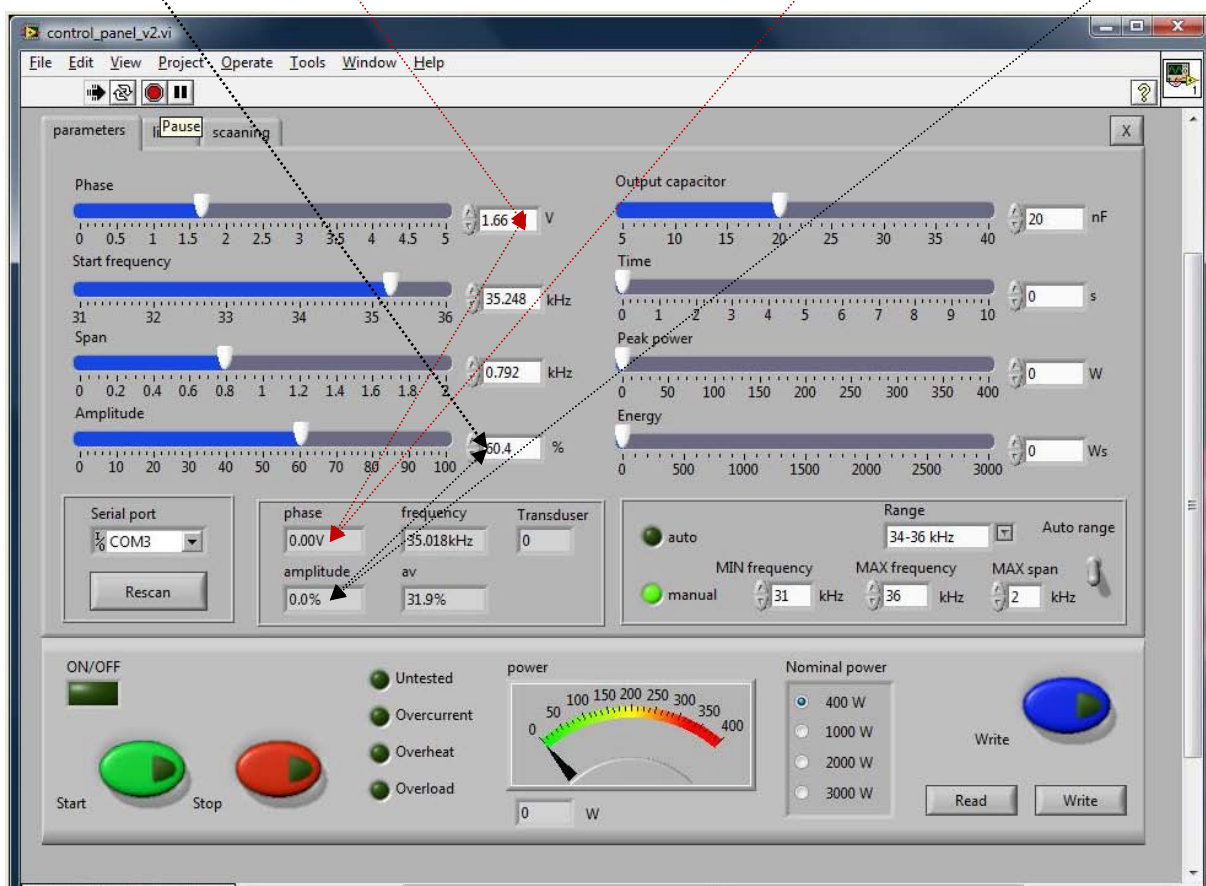 control_panel_v2.vi
File Edit View Project Operate Tools Window Help
1
parameters li Pause scaaning X
Phase
1.66 V
0 0.5 1 1.5 2 2.5 3 3.5 4 4.5 5
Start frequency
35.248 kHz
31 32 33 34 35 36
Span
0.792 kHz
0 0.2 0.4 0.6 0.8 1 1.2 1.4 1.6 1.8 2
Amplitude
60.4 %
0 10 20 30 40 50 60 70 80 90 100
Output capacitor
20 nF
5 10 15 20 25 30 35 40
Time
0 s
0 1 2 3 4 5 6 7 8 9 10
Peak power
0 W
0 50 100 150 200 250 300 350 400
Energy
0 Ws
0 500 1000 1500 2000 2500 3000
Serial port
COM3
Rescan
phase frequency Transduser
0.00V 35.018kHz 0
amplitude av
0.0% 31.9%
auto
manual
Range
34-36 kHz
Auto range
MIN frequency MAX frequency MAX span
31 kHz 36 kHz 2 kHz
ON/OFF
Start Stop
Untested
Overcurrent
Overheat
Overload
power
0 50 100 150 200 250 300 350 400
0 W
Nominal power
400 W
1000 W
2000 W
3000 W
Write
Read Write